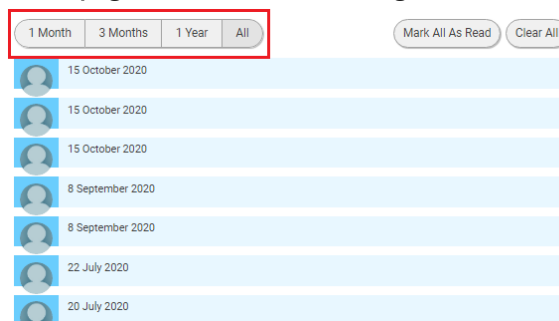 1 Month 3 Months 1 Year All Mark All As Read Clear All
15 October 2020
15 October 2020
15 October 2020
8 September 2020
8 September 2020
22 July 2020
20 July 2020